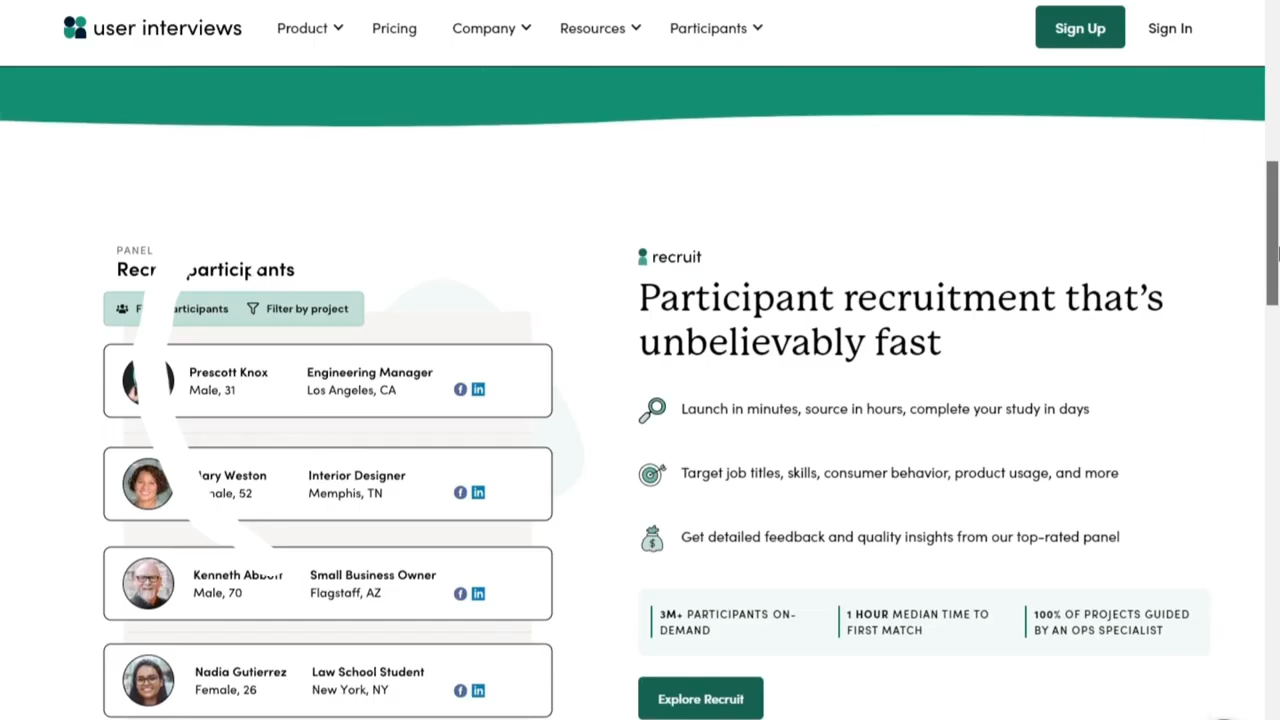 user interviews
Product
Pricing
Company
Resources
Participants
Sign Up
Sign In
PANEL
participants
Filter by project
Prescott Knox
Male, 31
Engineering Manager
Los Angeles, CA
Weston
52
Interior Designer
Memphis, TN
Kenneth
Male, 70
Small Business Owner
Flagstaff, AZ
Nadia Gutierrez
Female, 26
Law School Student
New York, NY
recruit
Participant recruitment that's
unbelievably fast
Launch in minutes, source in hours, complete your study in days
Target job titles, skills, consumer behavior, product usage, and more
Get detailed feedback and quality insights from our top-rated panel
3M+ PARTICIPANTS ON-
DEMAND
1 HOUR MEDIAN TIME TO
FIRST MATCH
100% OF PROJECTS GUIDED
BY AN OPS SPECIALIST
Explore Recruit